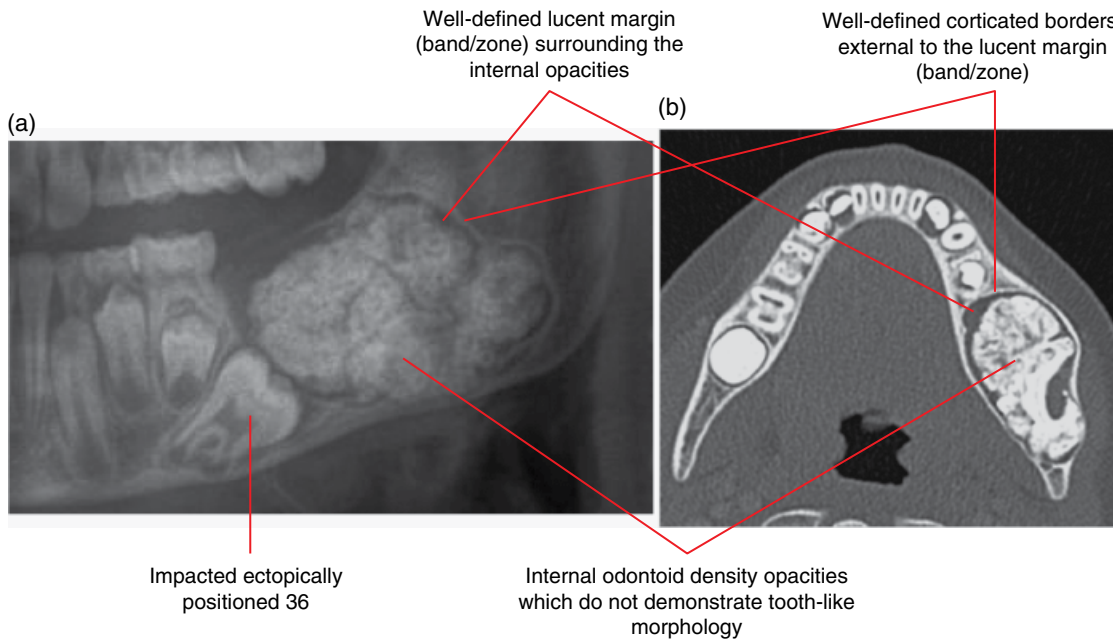 Well-defined lucent margin
(band/zone) surrounding the
internal opacities
Well-defined corticated borders
external to the lucent margin
(band/zone)
(a)
(b)
Impacted ectopically
positioned 36
Internal odontoid density opacities
which do not demonstrate tooth-like
morphology